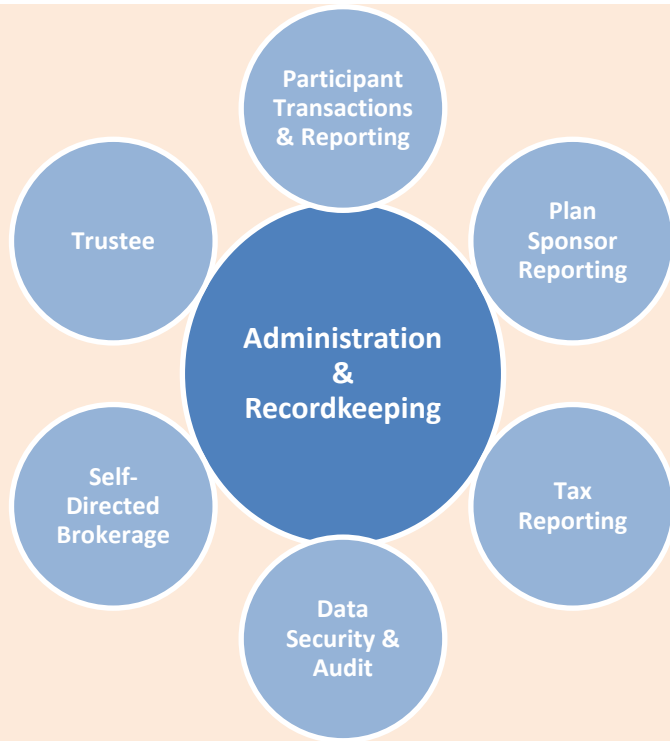 Participant
Transactions
& Reporting
Plan
Sponsor
Reporting
Tax
Reporting
Data
Security &
Audit
Self-
Directed
Brokerage
Trustee
Administration
&
Recordkeeping